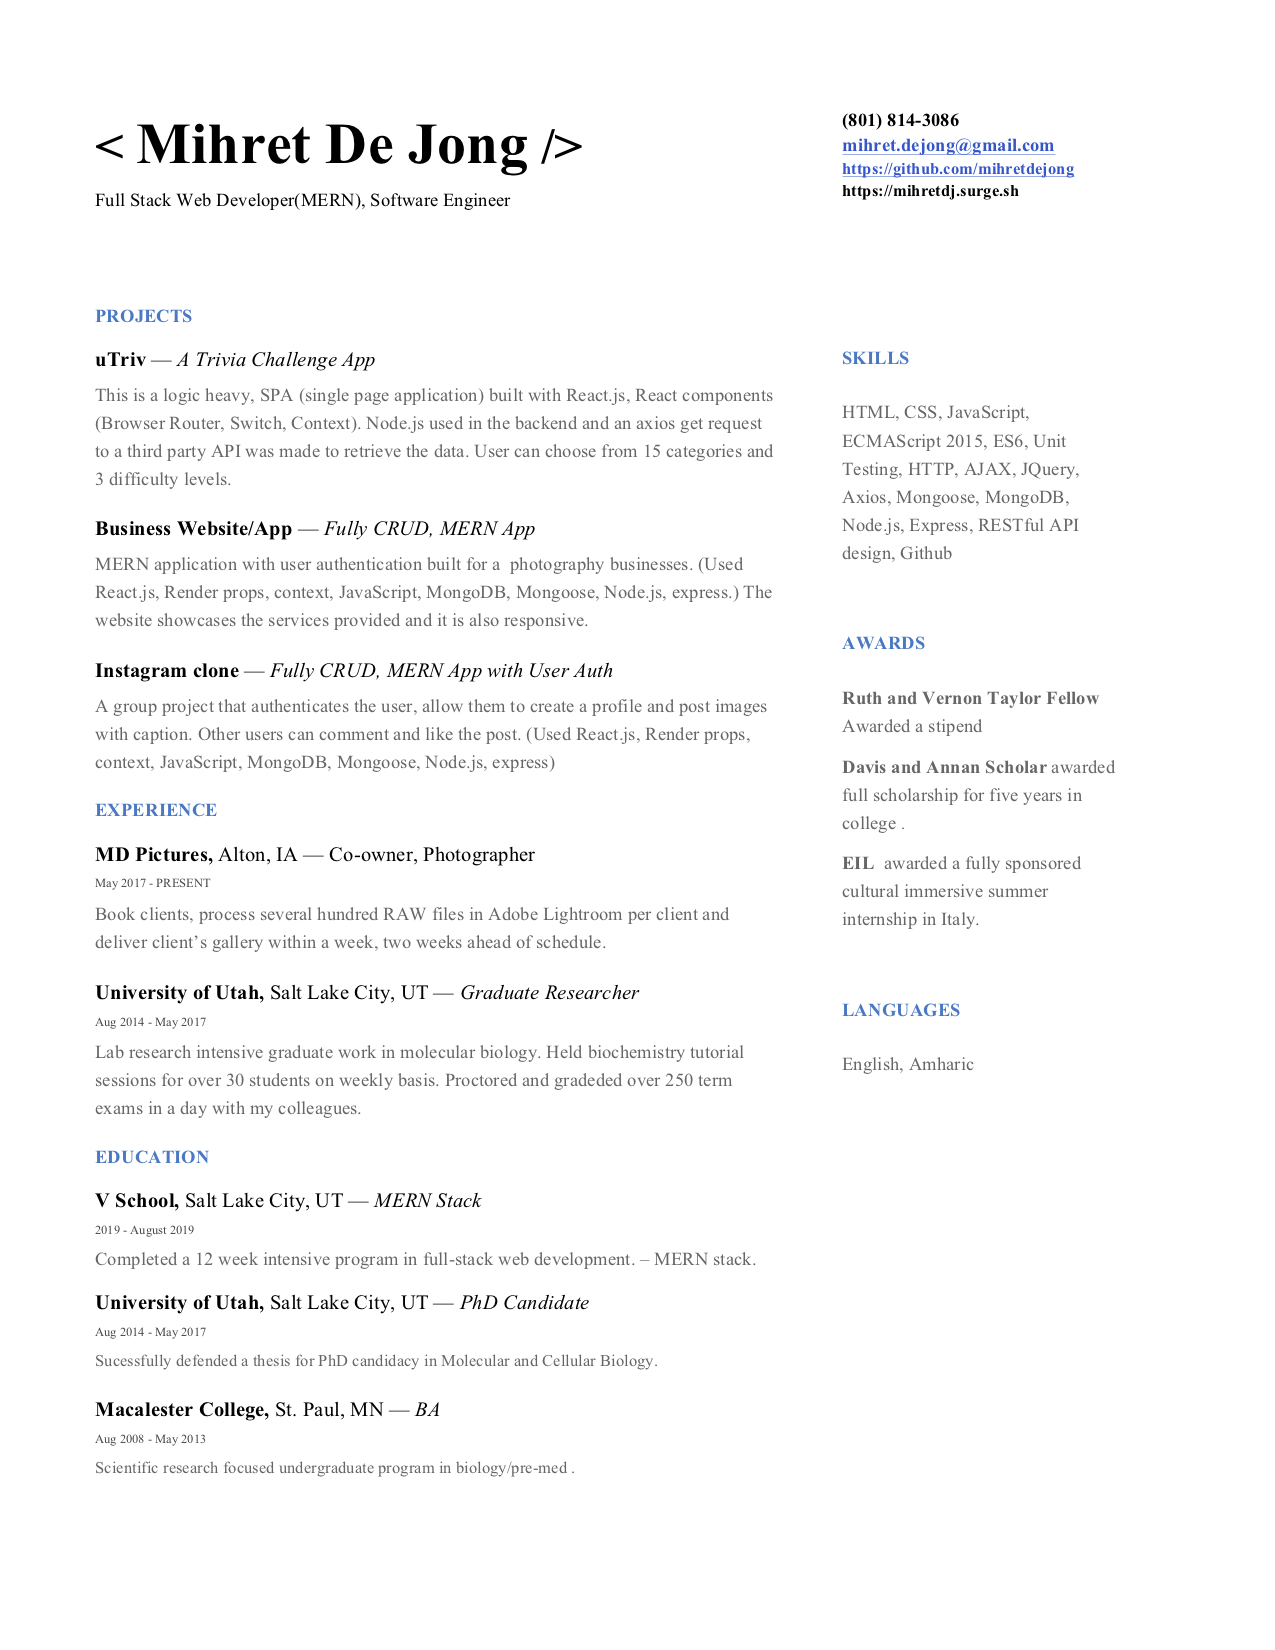 < Mihret De Jong />
Full Stack Web Developer(MERN), Software Engineer
(801) 814-3086
mihret.dejong@gmail.com
https://github.com/mihretdejong
https://mihretdj.surge.sh
PROJECTS
uTriv — A Trivia Challenge App
This is a logic heavy, SPA (single page application) built with React.js, React components
(Browser Router, Switch, Context). Node.js used in the backend and an axios get request
to a third party API was made to retrieve the data. User can choose from 15 categories and
3 difficulty levels.
Business Website/App — Fully CRUD, MERN App
MERN application with user authentication built for a  photography businesses. (Used
React.js, Render props, context, JavaScript, MongoDB, Mongoose, Node.js, express.) The
website showcases the services provided and it is also responsive.
Instagram clone — Fully CRUD, MERN App with User Auth
A group project that authenticates the user, allow them to create a profile and post images
with caption. Other users can comment and like the post. (Used React.js, Render props,
context, JavaScript, MongoDB, Mongoose, Node.js, express)
EXPERIENCE
MD Pictures, Alton, IA — Co-owner, Photographer
May 2017 - PRESENT
Book clients, process several hundred RAW files in Adobe Lightroom per client and
deliver client’s gallery within a week, two weeks ahead of schedule.
University of Utah, Salt Lake City, UT — Graduate Researcher
Aug 2014 - May 2017
Lab research intensive graduate work in molecular biology. Held biochemistry tutorial
sessions for over 30 students on weekly basis. Proctored and gradeded over 250 term
exams in a day with my colleagues.
EDUCATION
V School, Salt Lake City, UT — MERN Stack
2019 - August 2019
Completed a 12 week intensive program in full-stack web development. – MERN stack.
University of Utah, Salt Lake City, UT — PhD Candidate
Aug 2014 - May 2017
Sucessfully defended a thesis for PhD candidacy in Molecular and Cellular Biology.
Macalester College, St. Paul, MN — BA
Aug 2008 - May 2013
Scientific research focused undergraduate program in biology/pre-med .
SKILLS
HTML, CSS, JavaScript,
ECMAScript 2015, ES6, Unit
Testing, HTTP, AJAX, JQuery,
Axios, Mongoose, MongoDB,
Node.js, Express, RESTful API
design, Github
AWARDS
Ruth and Vernon Taylor Fellow
Awarded a stipend
Davis and Annan Scholar awarded
full scholarship for five years in
college .
EIL  awarded a fully sponsored
cultural immersive summer
internship in Italy.
LANGUAGES
English, Amharic